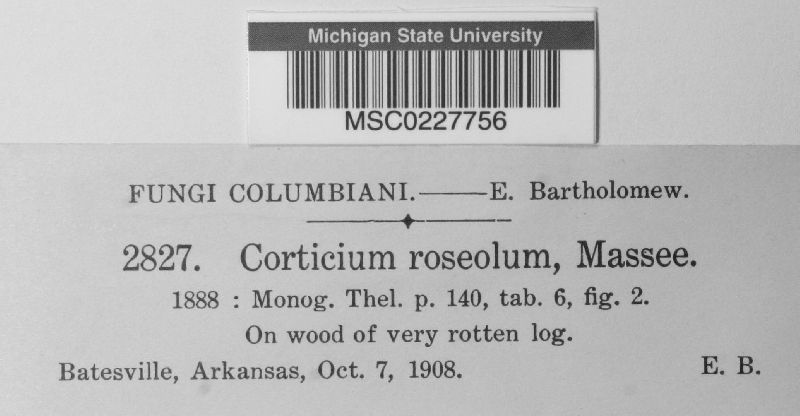 Michigan State University
MSC0227756
FUNGI COLUMBIANI.——E. Bartholomew.
2827. Corticium roseolum, Massee.
1888 : Monog. Thel. p. 140, tab. 6, fig. 2.
On wood of very rotten log.
Batesville, Arkansas, Oct. 7, 1908. E. B.